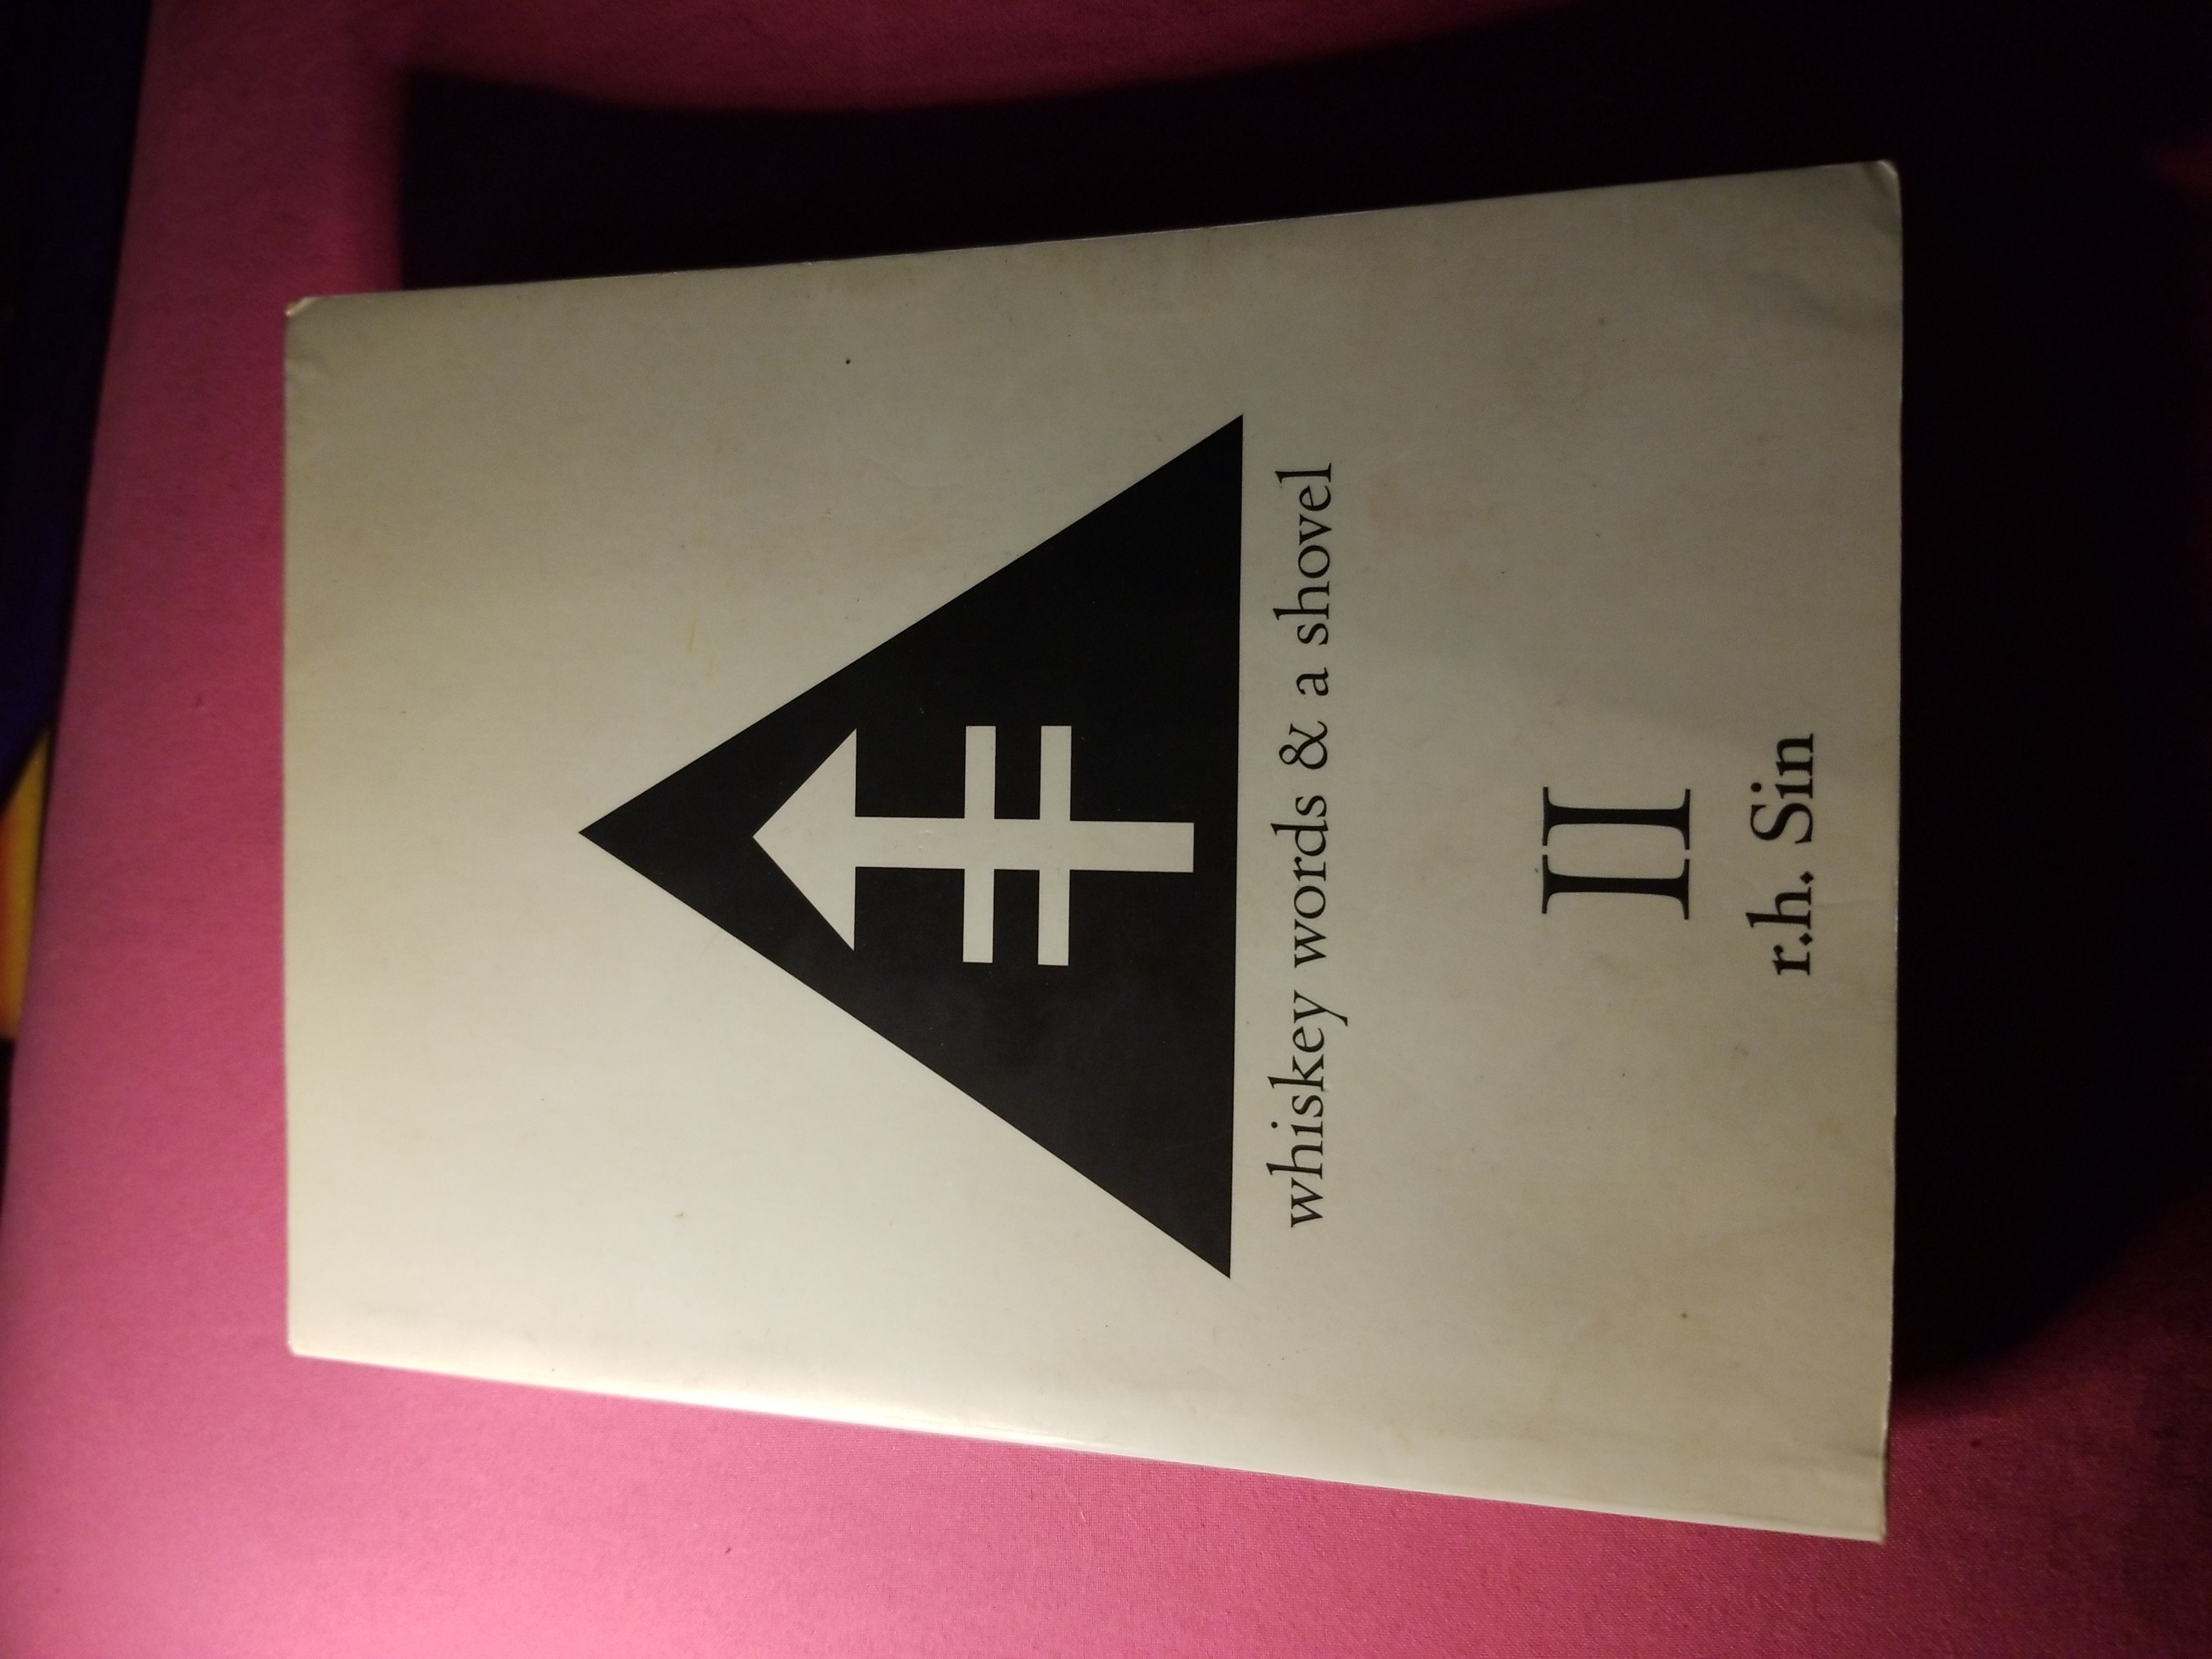 whiskey words & a shovel
II
r.h. Sin